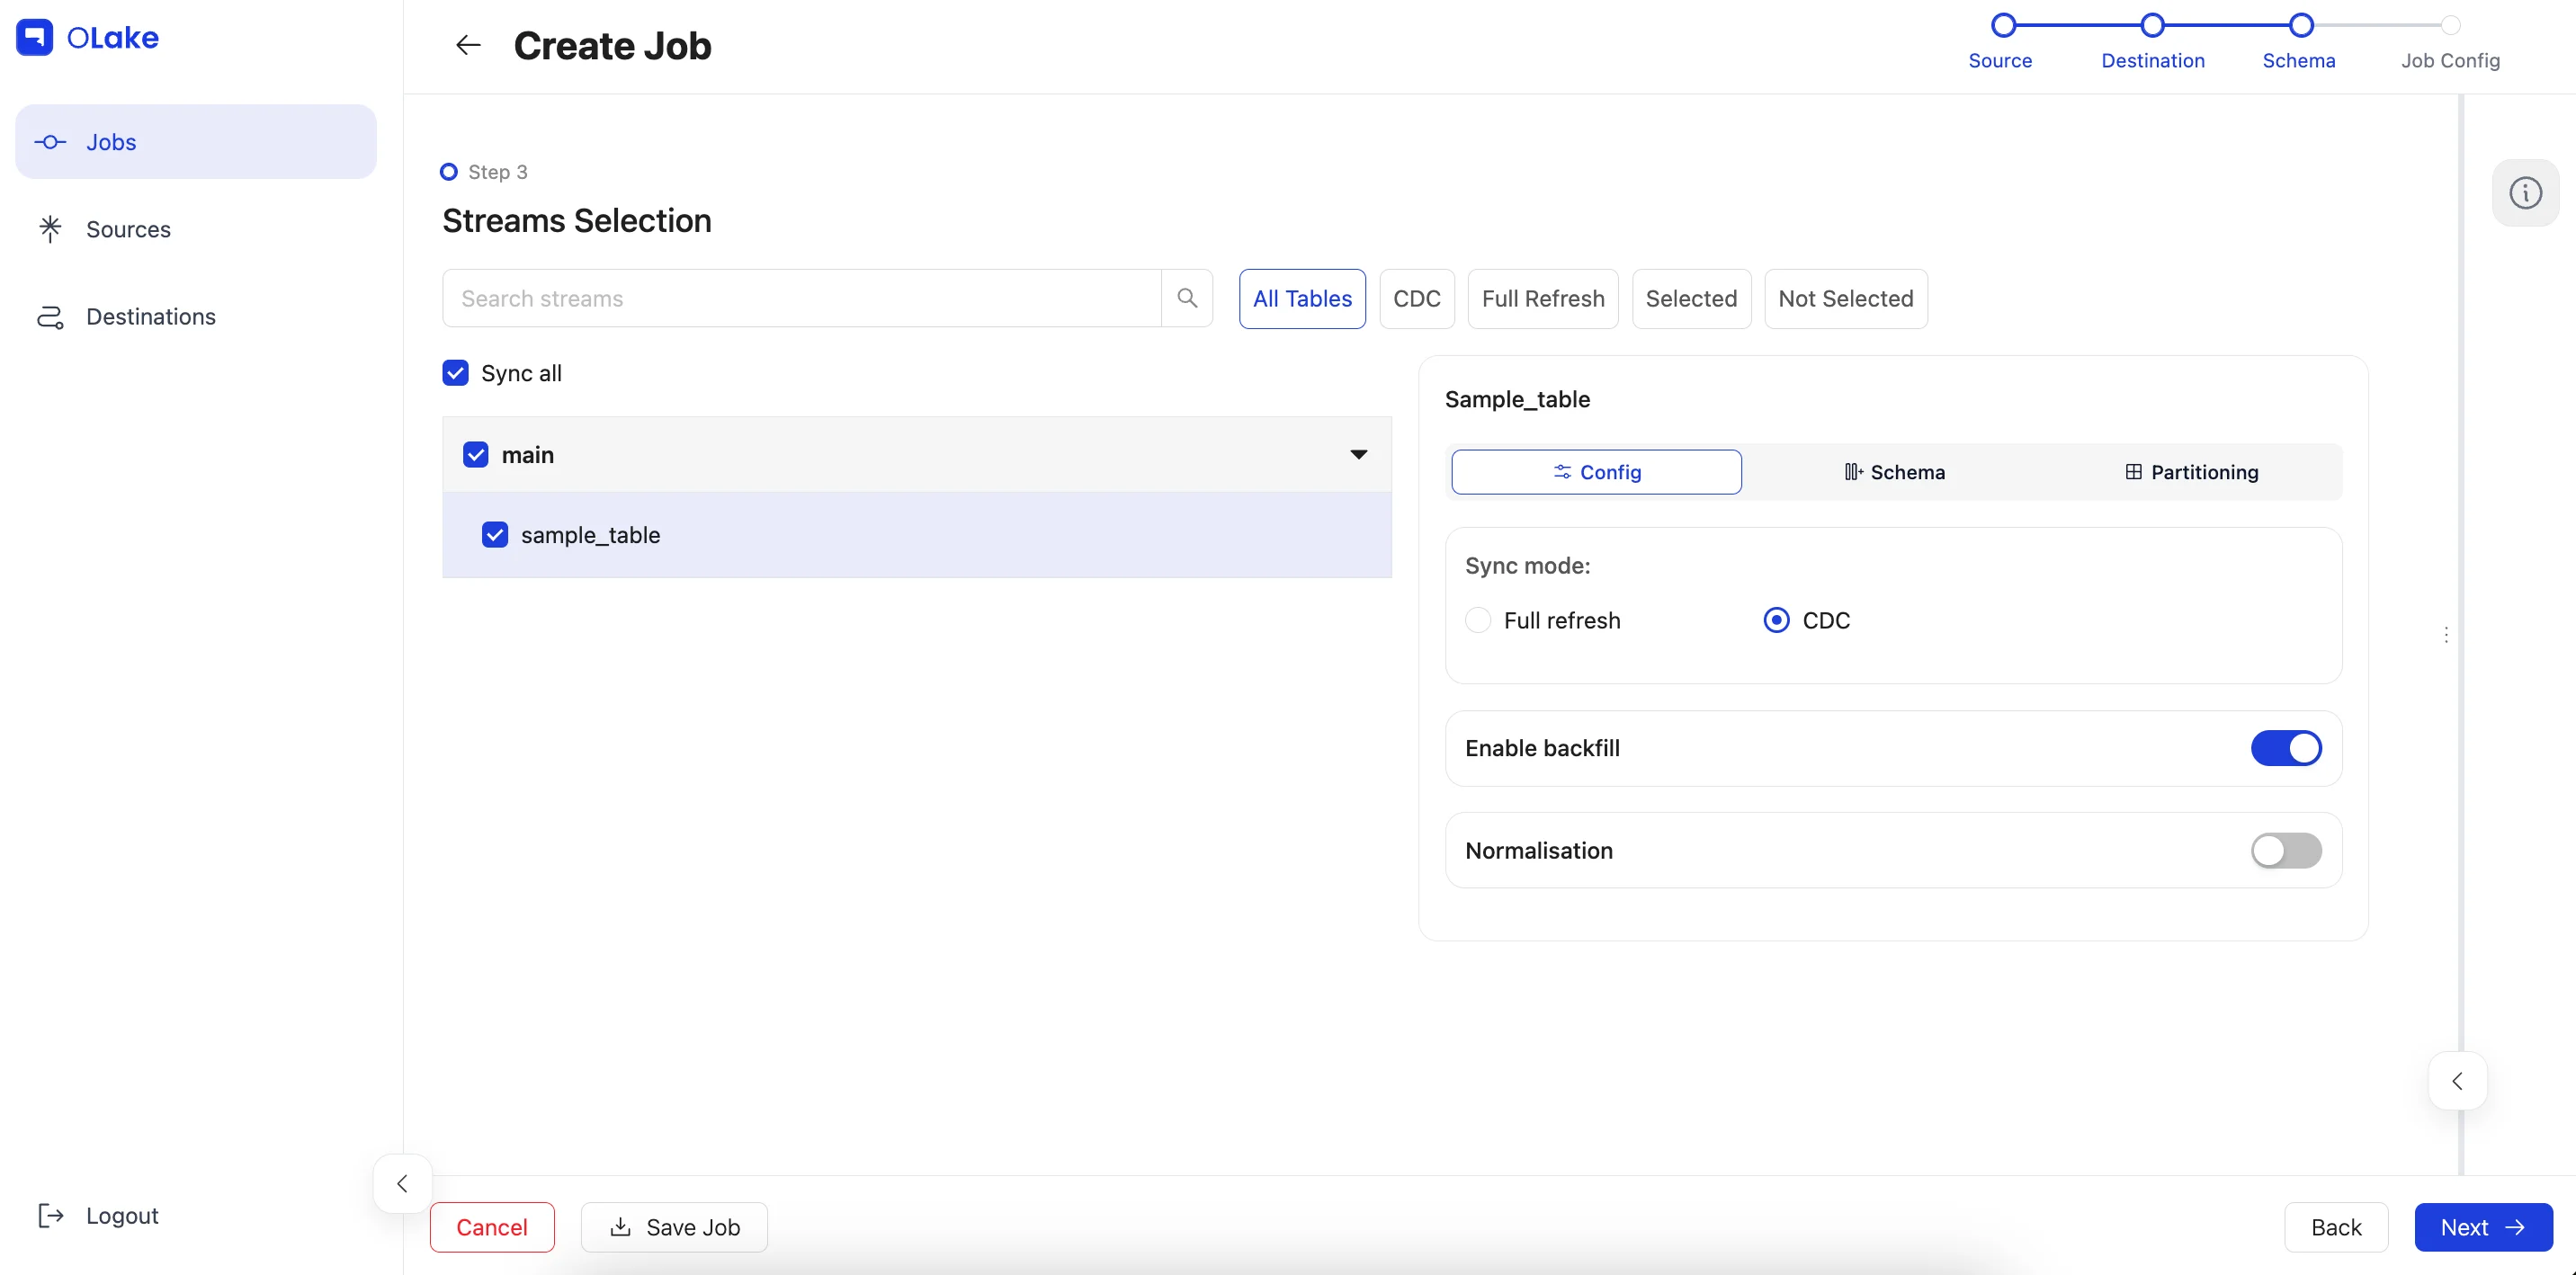 OLake
Create Job
Source
Destination
Schema
Job Config
Jobs
Sources
Destinations
Step 3
Streams Selection
Search streams
All Tables
CDC
Full Refresh
Selected
Not Selected
Sync all
main
sample_table
Sample_table
Config
Schema
Partitioning
Sync mode:
Full refresh
CDC
Enable backfill
Normalisation
Logout
Cancel
Save Job
Back
Next